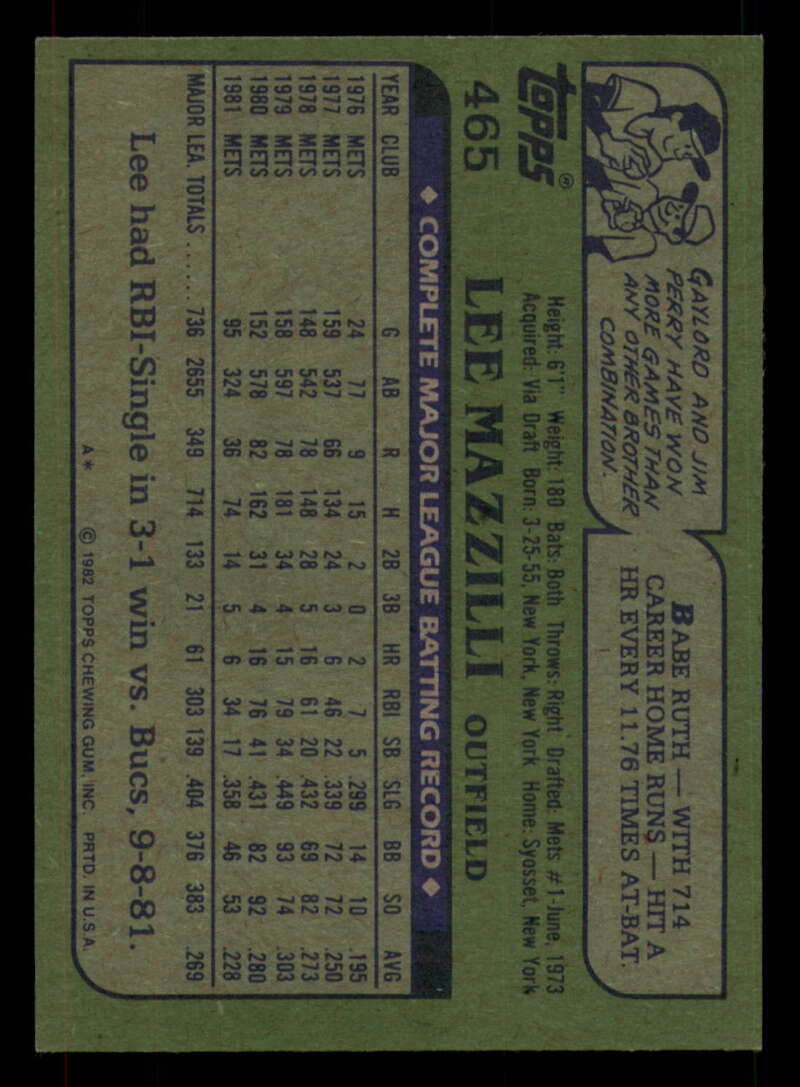 GAYLORD AND JIM
PERRY HAVE WON
MORE GAMES THAN
ANY OTHER BROTHER
COMBINATION.
BABE RUTH — WITH 714
CAREER HOME RUNS — HIT A
HR EVERY 11.76 TIMES AT-BAT.
Topps®
465
LEE MAZZILLI OUTFIELD
Height: 6'1" Weight: 180 Bats: Both Throws: Right Drafted: Mets #1-June, 1973
Acquired: Via Draft Born: 3-25-55, New York, New York Home: Syosset, New York
◆ COMPLETE MAJOR LEAGUE BATTING RECORD ◆
YEAR CLUB G AB R H 2B 3B HR RBI SB SLG BB SO AVG
1976 METS 24 77 9 15 2 0 2 7 5 .299 14 10 .195
1977 METS 159 537 66 134 24 3 6 46 22 .339 72 72 .250
1978 METS 148 542 78 148 28 5 16 61 20 .432 69 82 .273
1979 METS 158 597 78 181 34 4 15 79 34 .449 93 74 .303
1980 METS 152 578 82 162 31 4 16 76 41 .431 82 92 .280
1981 METS 95 324 36 74 14 5 6 34 17 .358 46 53 .228
MAJOR LEA. TOTALS ...... 736 2655 349 714 133 21 61 303 139 .404 376 383 .269
Lee had RBI-Single in 3-1 win vs. Bucs, 9-8-81.
A* © 1982 TOPPS CHEWING GUM, INC. PRTD. IN U.S.A.